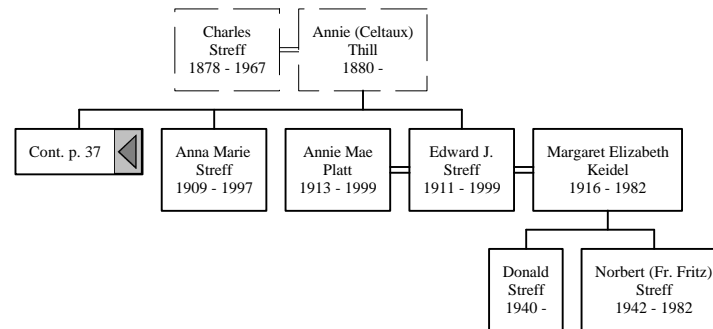 Charles
Streff
1878 - 1967
Annie (Celtaux)
Thill
1880 -
Cont. p. 37
Anna Marie
Streff
1909 - 1997
Annie Mae
Platt
1913 - 1999
Edward J.
Streff
1911 - 1999
Margaret Elizabeth
Keidel
1916 - 1982
Donald
Streff
1940 -
Norbert (Fr. Fritz)
Streff
1942 - 1982